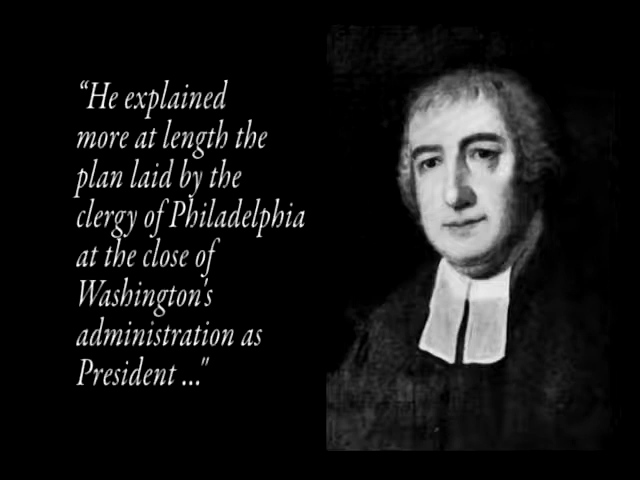 “He explained
more at length the
plan laid by the
clergy of Philadelphia
at the close of
Washington's
administration as
President ..."